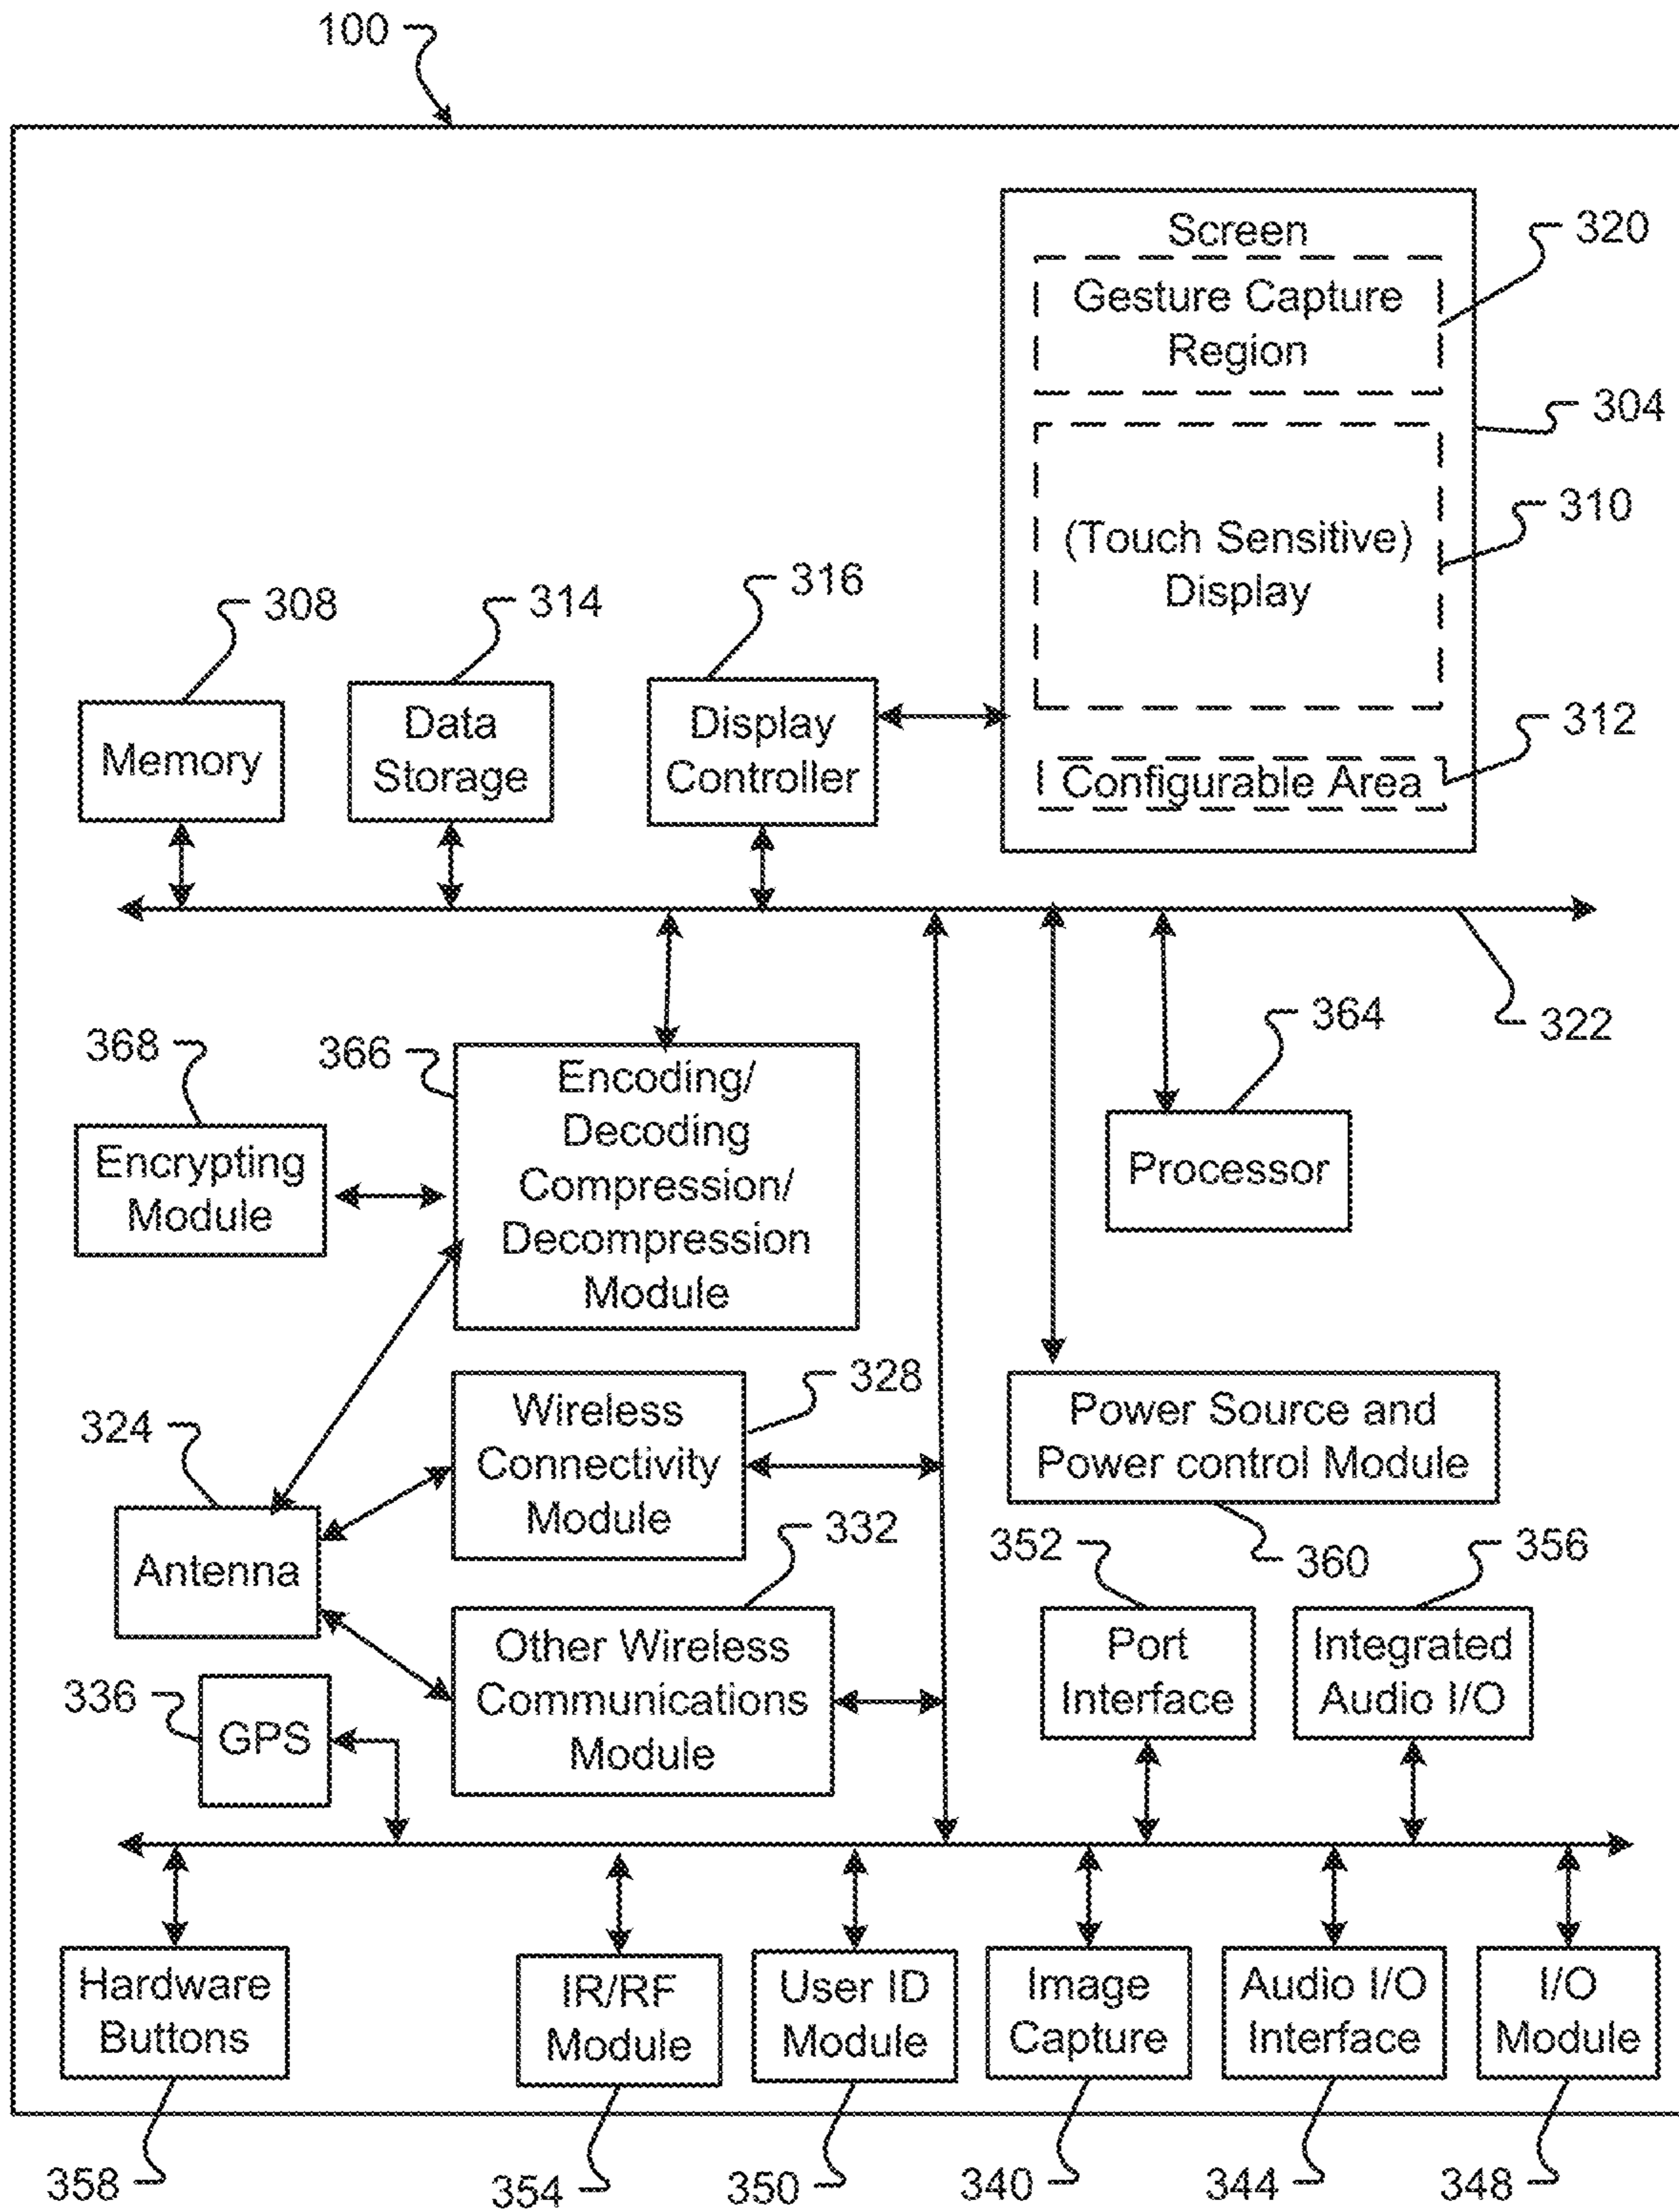 100
Screen
320
Gesture Capture
Region
304
310
(Touch Sensitive)
Display
308
314
316
312
Memory
Data
Storage
Display
Controller
Configurable Area
322
364
368
366
Encoding/
Decoding
Compression/
Decompression
Module
Encrypting
Module
Processor
328
Wireless
Connectivity
Module
324
Power Source and
Power control Module
332
352
360
356
Antenna
Other Wireless
Communications
Module
Port
Interface
Integrated
Audio I/O
336
GPS
Hardware
Buttons
IR/RF
Module
User ID
Module
Image
Capture
Audio I/O
Interface
I/O
Module
358
354
350
340
344
348